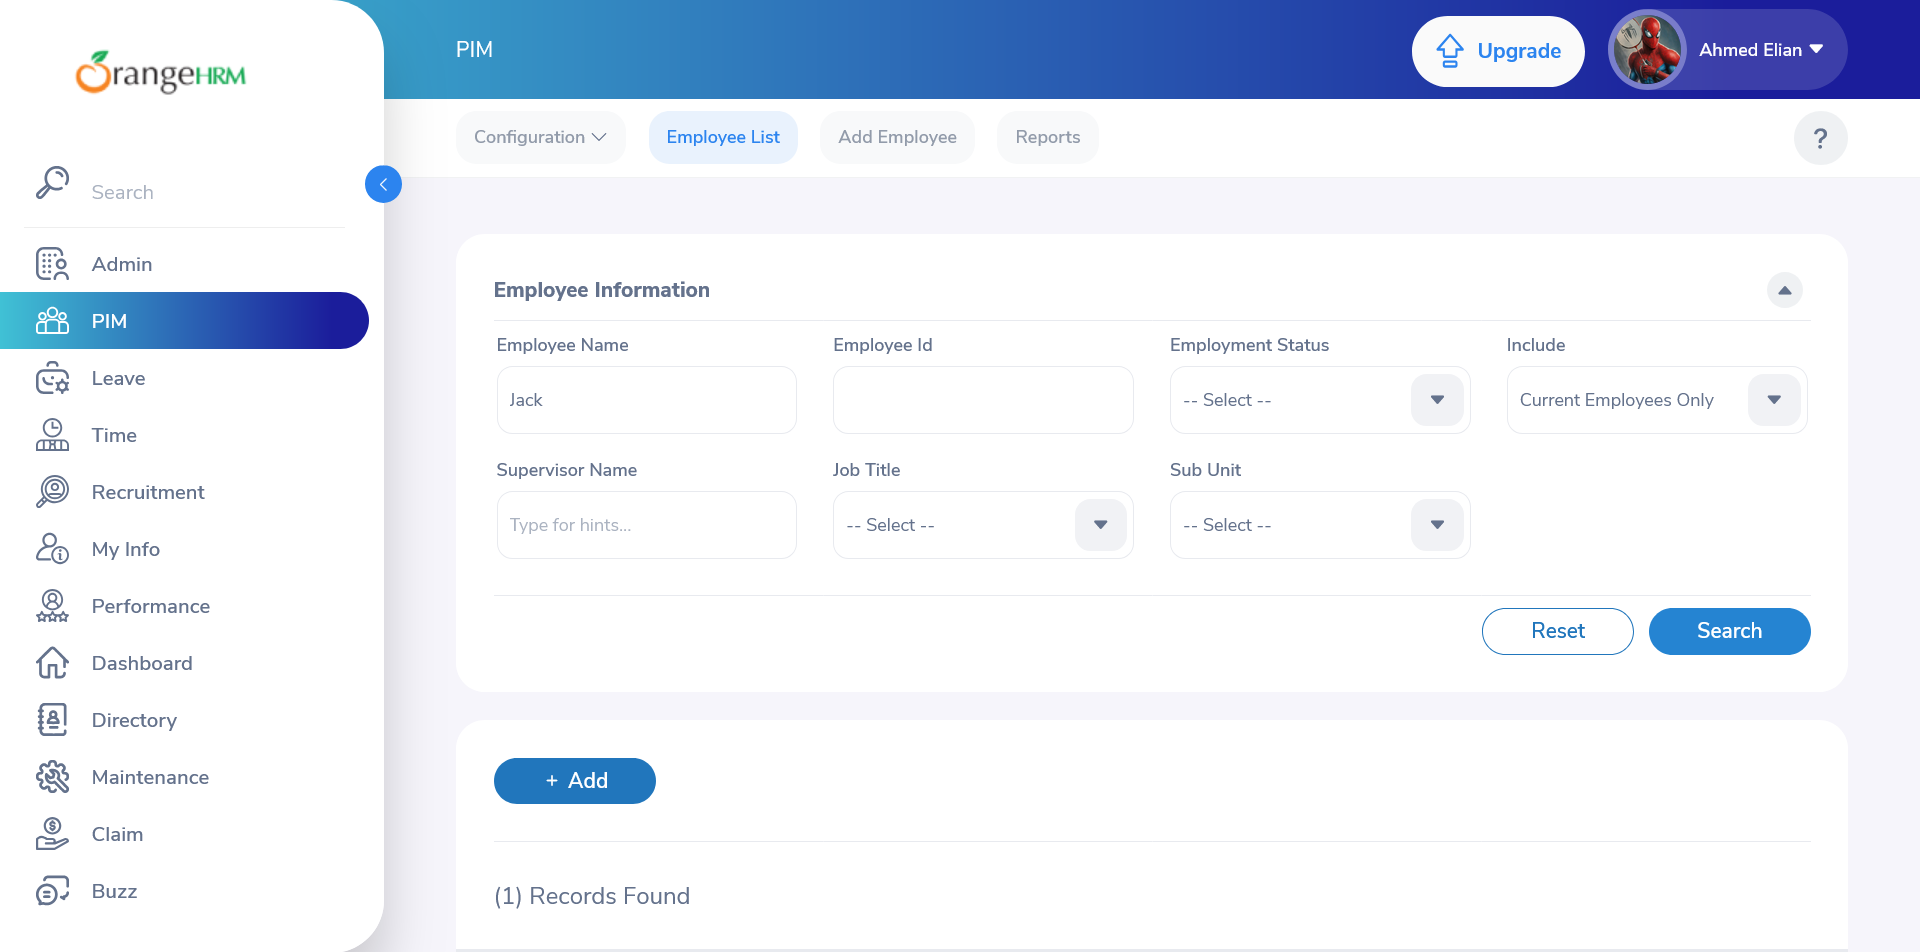 OrangeHRM
PIM
Upgrade
Ahmed Elian
Configuration
Employee List
Add Employee
Reports
?
Search
Admin
PIM
Leave
Time
Recruitment
My Info
Performance
Dashboard
Directory
Maintenance
Claim
Buzz
Employee Information
Employee Name
Employee Id
Employment Status
Include
Jack
-- Select --
Current Employees Only
Supervisor Name
Job Title
Sub Unit
Type for hints...
-- Select --
-- Select --
Reset
Search
+ Add
(1) Records Found